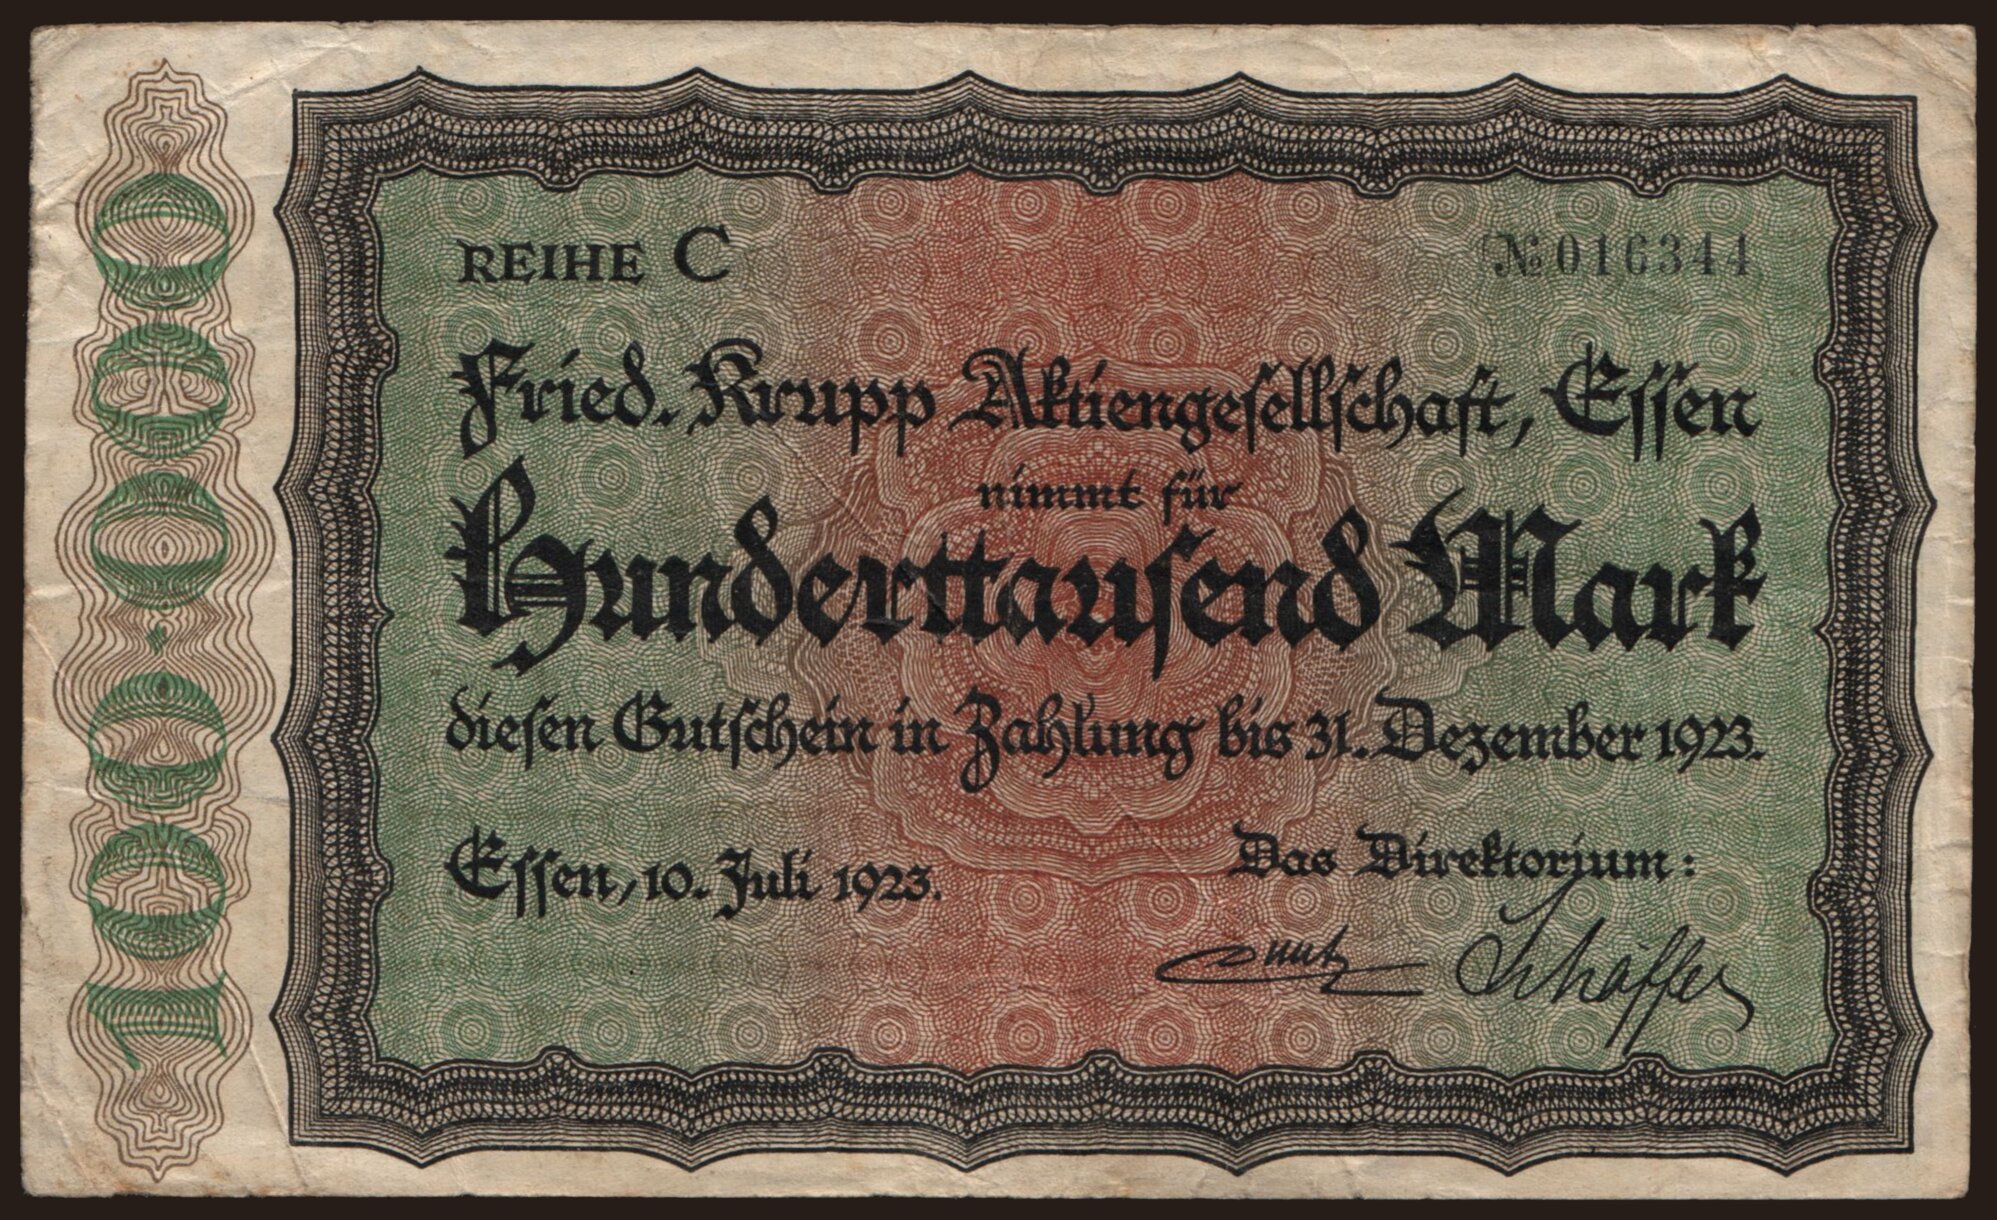 100.000
REIHE C
№ 016344
Fried. Krupp Aktiengesellschaft, Essen
nimmt für
Hunderttausend Mark
diesen Gutschein in Zahlung bis 31. Dezember 1923.
Essen, 10. Juli 1923.
Das Direktorium:
Schäffer